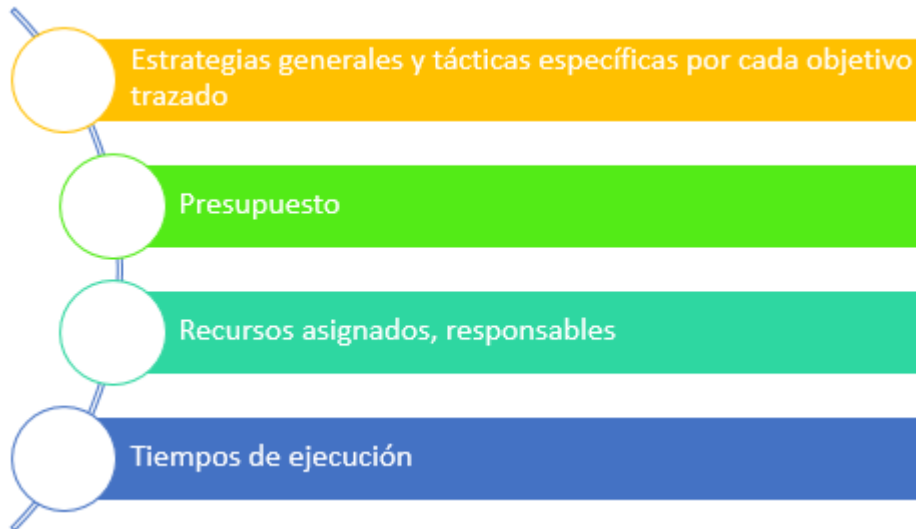 Estrategias generales y tácticas específicas por cada objetivo
trazado
Presupuesto
Recursos asignados, responsables
Tiempos de ejecución